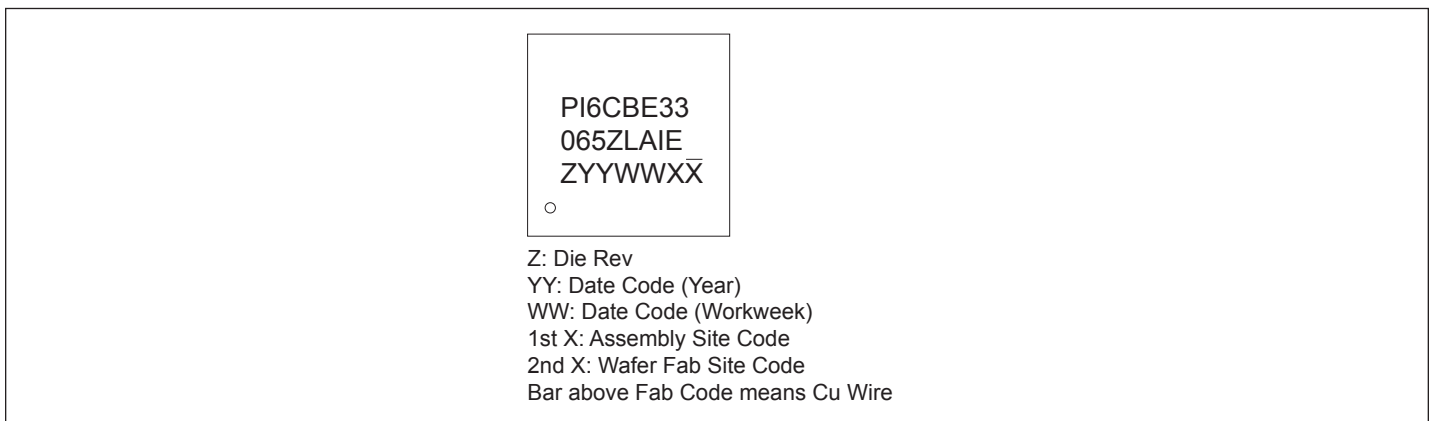 PI6CBE33
065ZLAIE
ZYYWWXX̅
Z: Die Rev
YY: Date Code (Year)
WW: Date Code (Workweek)
1st X: Assembly Site Code
2nd X: Wafer Fab Site Code
Bar above Fab Code means Cu Wire